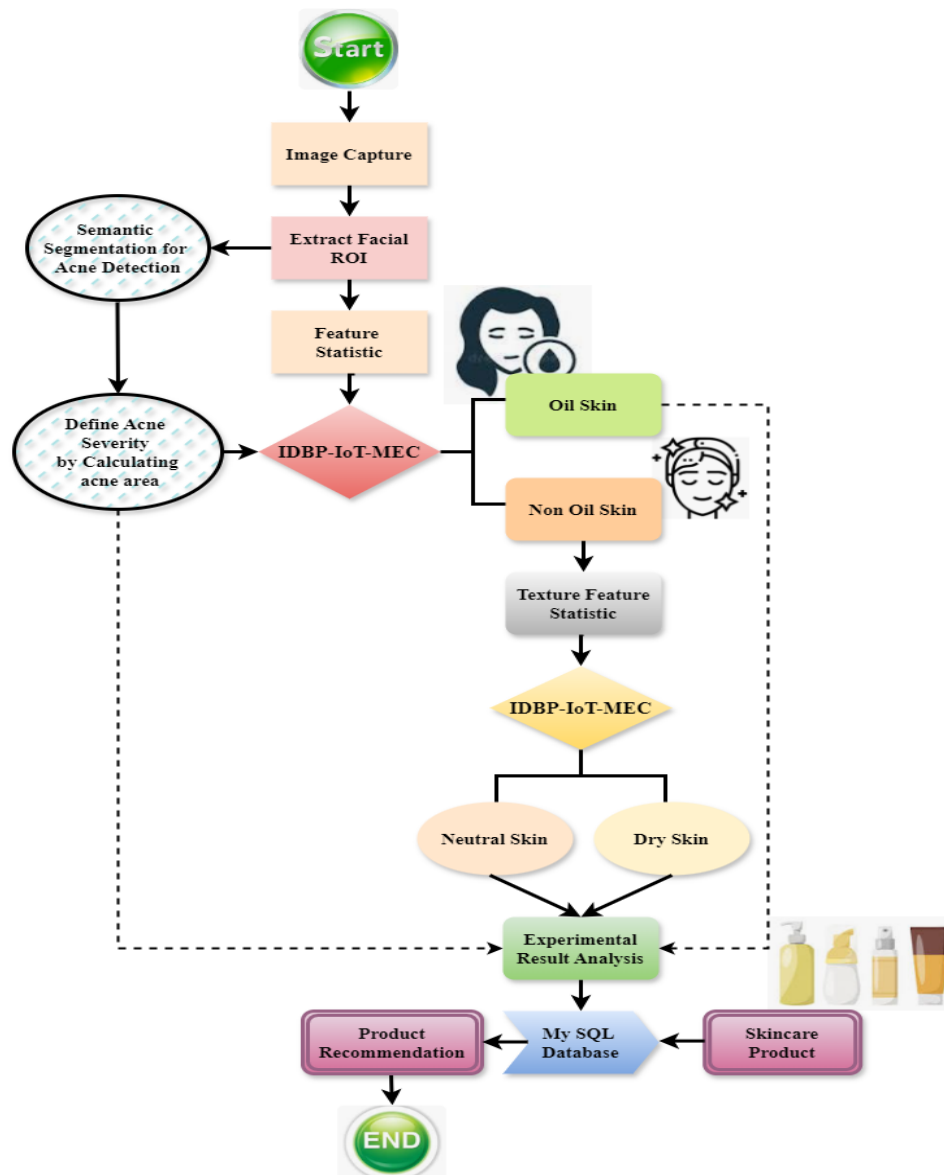 Start
Image Capture
Extract Facial
ROI
Semantic
Segmentation for
Acne Detection
Feature
Statistic
Define Acne
Severity
by Calculating
acne area
IDBP-IoT-MEC
Oil Skin
Non Oil Skin
Texture Feature
Statistic
IDBP-IoT-MEC
Neutral Skin
Dry Skin
Experimental
Result Analysis
Product
Recommendation
My SQL
Database
Skincare
Product
END